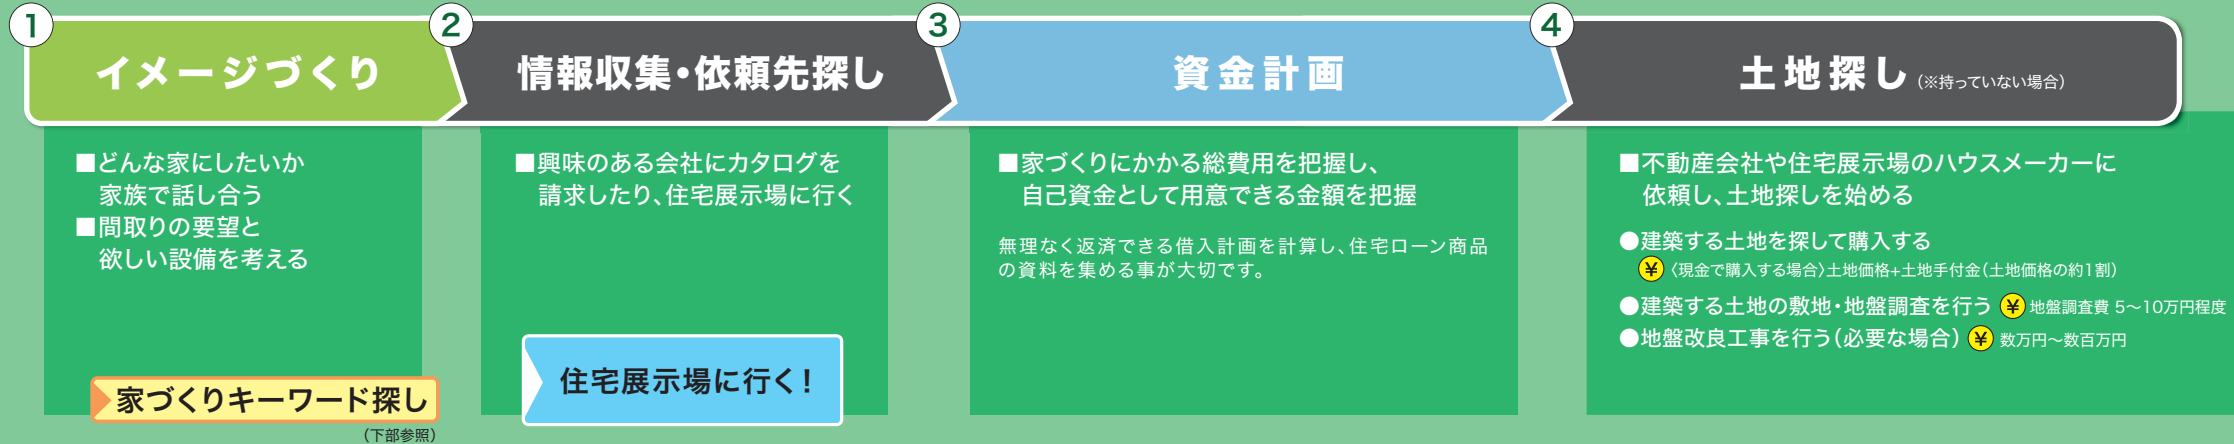 1
イメージづくり
■どんな家にしたいか
家族で話し合う
■間取りの要望と
欲しい設備を考える
家づくりキーワード探し
（下部参照）
2
情報収集・依頼先探し
■興味のある会社にカタログを
請求したり、住宅展示場に行く
住宅展示場に行く！
3
資金計画
■家づくりにかかる総費用を把握し、
自己資金として用意できる金額を把握
無理なく返済できる借入計画を計算し、住宅ローン商品
の資料を集める事が大切です。
4
土地探し（※持っていない場合）
■不動産会社や住宅展示場のハウスメーカーに
依頼し、土地探しを始める
●建築する土地を探して購入する
¥〈現金で購入する場合〉土地価格+土地手付金（土地価格の約1割）
●建築する土地の敷地・地盤調査を行う ¥ 地盤調査費 5～10万円程度
●地盤改良工事を行う（必要な場合） ¥ 数万円～数百万円